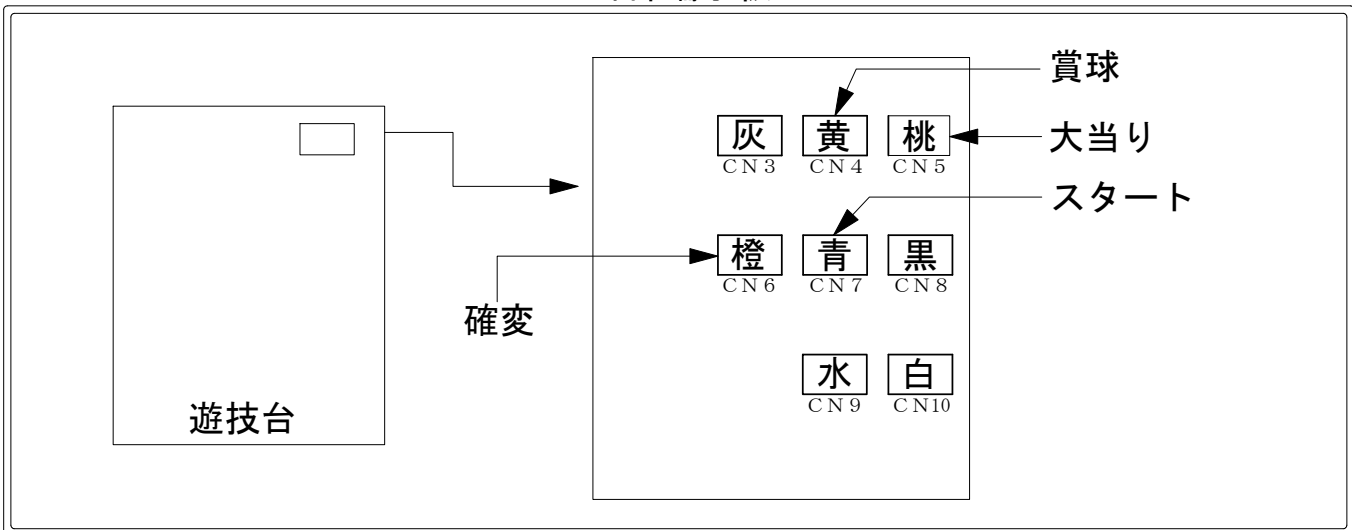 賞球
灰 黄 桃
大当り
CN3 CN4 CN5
スタート
橙 青 黒
CN6 CN7 CN8
確変
水 白
CN9 CN10
遊技台